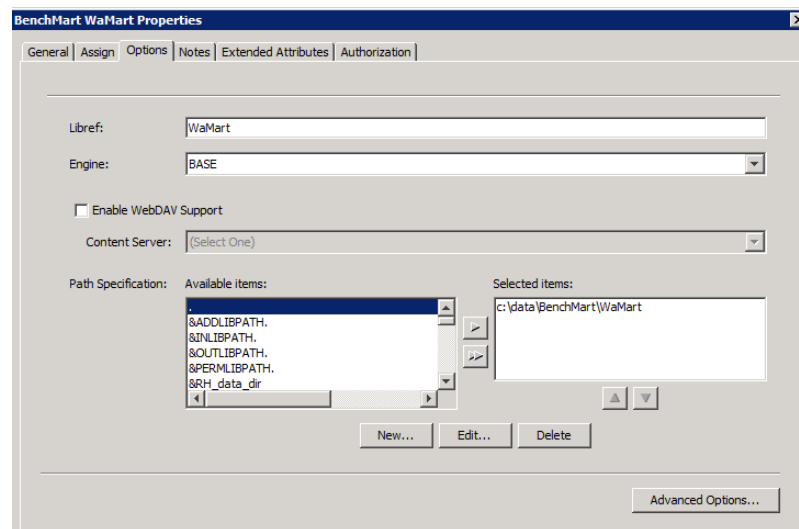 BenchMart WaMart Properties
General Assign Options Notes Extended Attributes Authorization
Libref: WaMart
Engine: BASE
Enable WebDAV Support
Content Server: (Select One)
Path Specification: Available items: Selected items:
. c:\data\BenchMart\WaMart
&ADDLIBPATH.
&INLIBPATH.
&OUTLIBPATH.
&PERMLIBPATH.
&RH_data_dir
New... Edit... Delete
Advanced Options...